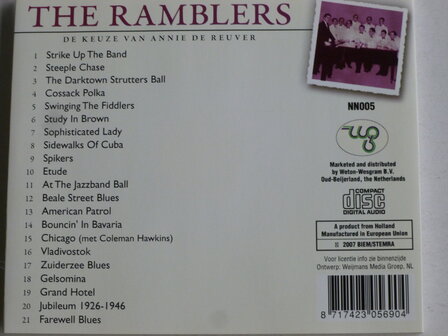 THE RAMBLERS
DE KEUZE VAN ANNIE DE REUVER
1 Strike Up The Band
2 Steeple Chase
3 The Darktown Strutters Ball
4 Cossack Polka
5 Swinging The Fiddlers
6 Study In Brown
7 Sophisticated Lady
8 Sidewalks Of Cuba
9 Spikers
10 Etude
11 At The Jazzband Ball
12 Beale Street Blues
13 American Patrol
14 Bouncin' In Bavaria
15 Chicago (met Coleman Hawkins)
16 Vladivostok
17 Zuiderzee Blues
18 Gelsomina
19 Grand Hotel
20 Jubileum 1926-1946
21 Farewell Blues
NN005
Marketed and distributed
by Weton-Wesgram B.V.
Oud-Beijerland, the Netherlands
COMPACT
disc
DIGITAL AUDIO
A product from Holland
Manufactured in European Union
℗ 2007 BIEM/STEMRA
Voor licentie info zie binnenzijde
Ontwerp: Weijmans Media Groep, NL
8 717423 056904